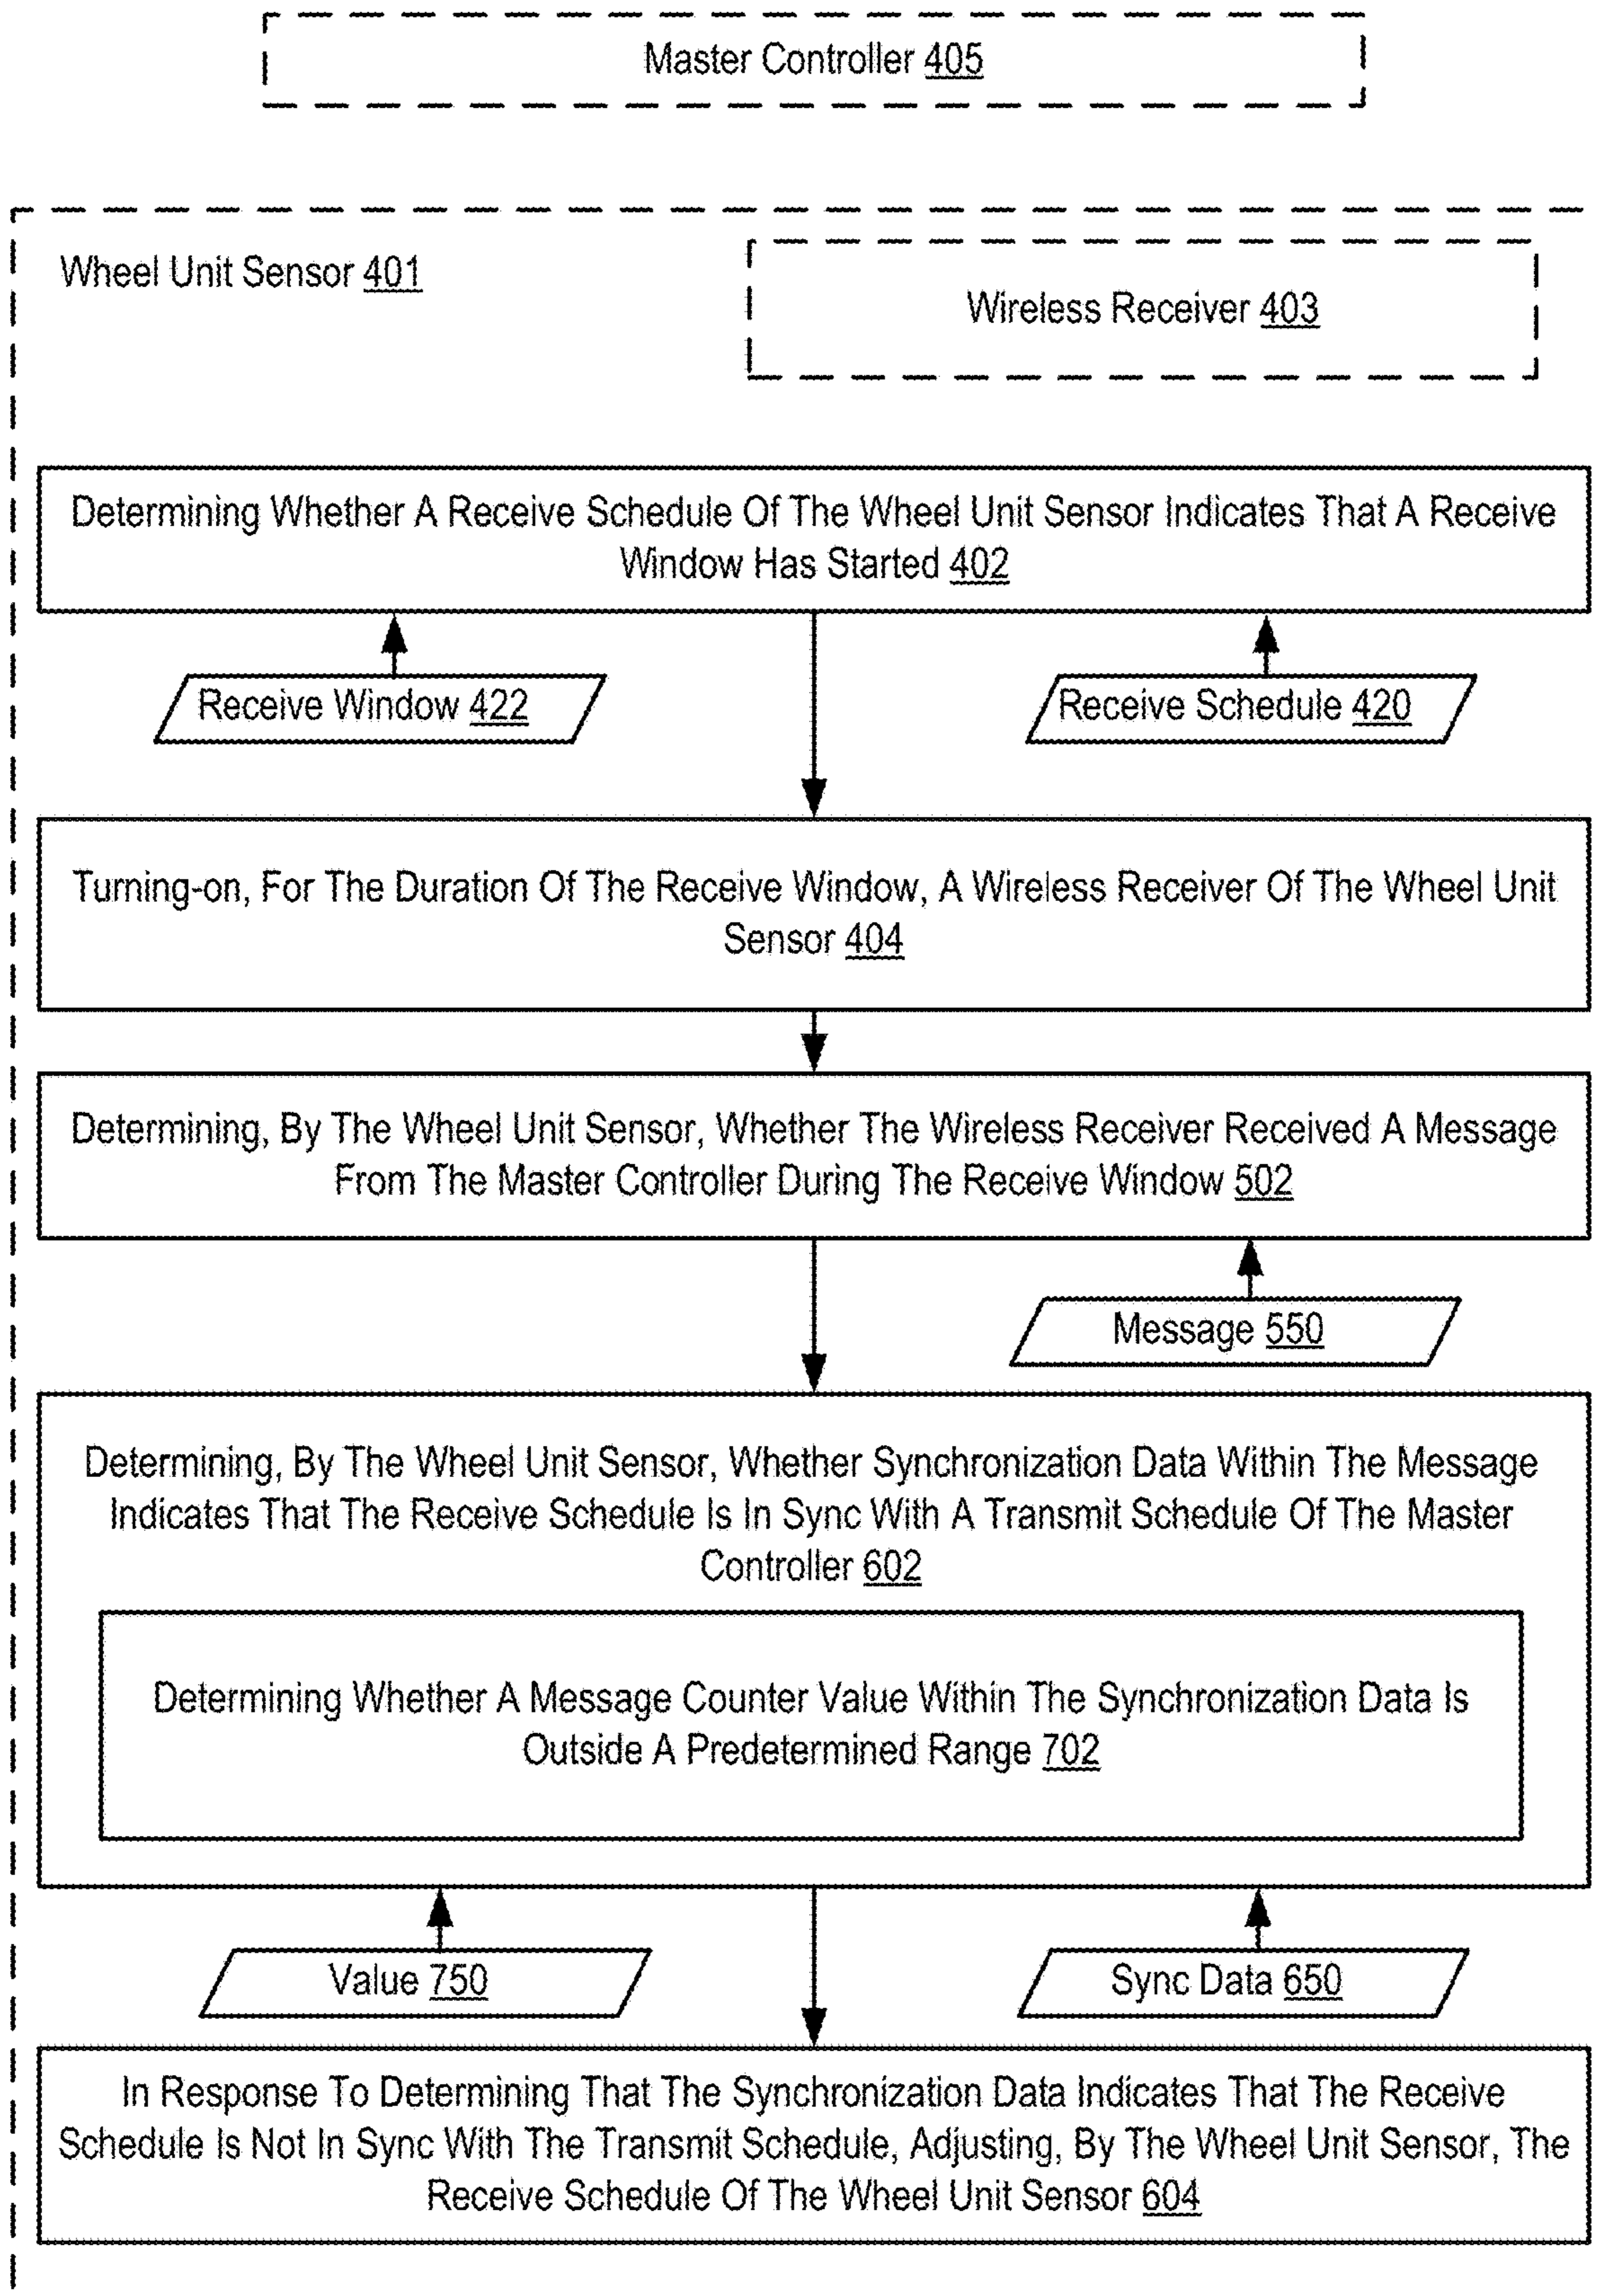 Master Controller 405
Wheel Unit Sensor 401
Wireless Receiver 403
Determining Whether A Receive Schedule Of The Wheel Unit Sensor Indicates That A Receive
Window Has Started 402
Receive Window 422
Receive Schedule 420
Turning-on, For The Duration Of The Receive Window, A Wireless Receiver Of The Wheel Unit
Sensor 404
Determining, By The Wheel Unit Sensor, Whether The Wireless Receiver Received A Message
From The Master Controller During The Receive Window 502
Message 550
Determining, By The Wheel Unit Sensor, Whether Synchronization Data Within The Message
Indicates That The Receive Schedule Is In Sync With A Transmit Schedule Of The Master
Controller 602
Determining Whether A Message Counter Value Within The Synchronization Data Is
Outside A Predetermined Range 702
Value 750
Sync Data 650
In Response To Determining That The Synchronization Data Indicates That The Receive
Schedule Is Not In Sync With The Transmit Schedule, Adjusting, By The Wheel Unit Sensor, The
Receive Schedule Of The Wheel Unit Sensor 604